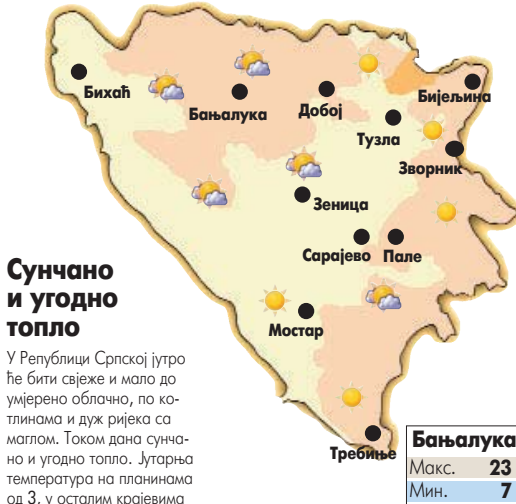 Бихаћ
Бањалука
Добој
Бијељина
Тузла
Зворник
Зеница
Сарајево Пале
Мостар
Требиње
Сунчано
и угодно
топло
У Републици Српској јутро
ће бити свјеже и мало до
умјерено облачно, по ко-
тлинама и дуж ријека са
маглом. Током дана сунча-
но и угодно топло. Јутарња
температура на планинама
од 3, у осталим крајевима
Бањалука
Макс. 23
Мин. 7